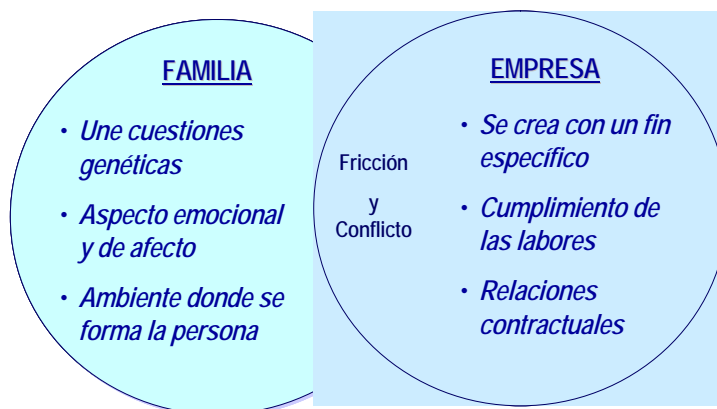 FAMILIA
• Une cuestiones
genéticas
• Aspecto emocional
y de afecto
• Ambiente donde se
forma la persona
Fricción
y
Conflicto
EMPRESA
• Se crea con un fin
específico
• Cumplimiento de
las labores
• Relaciones
contractuales